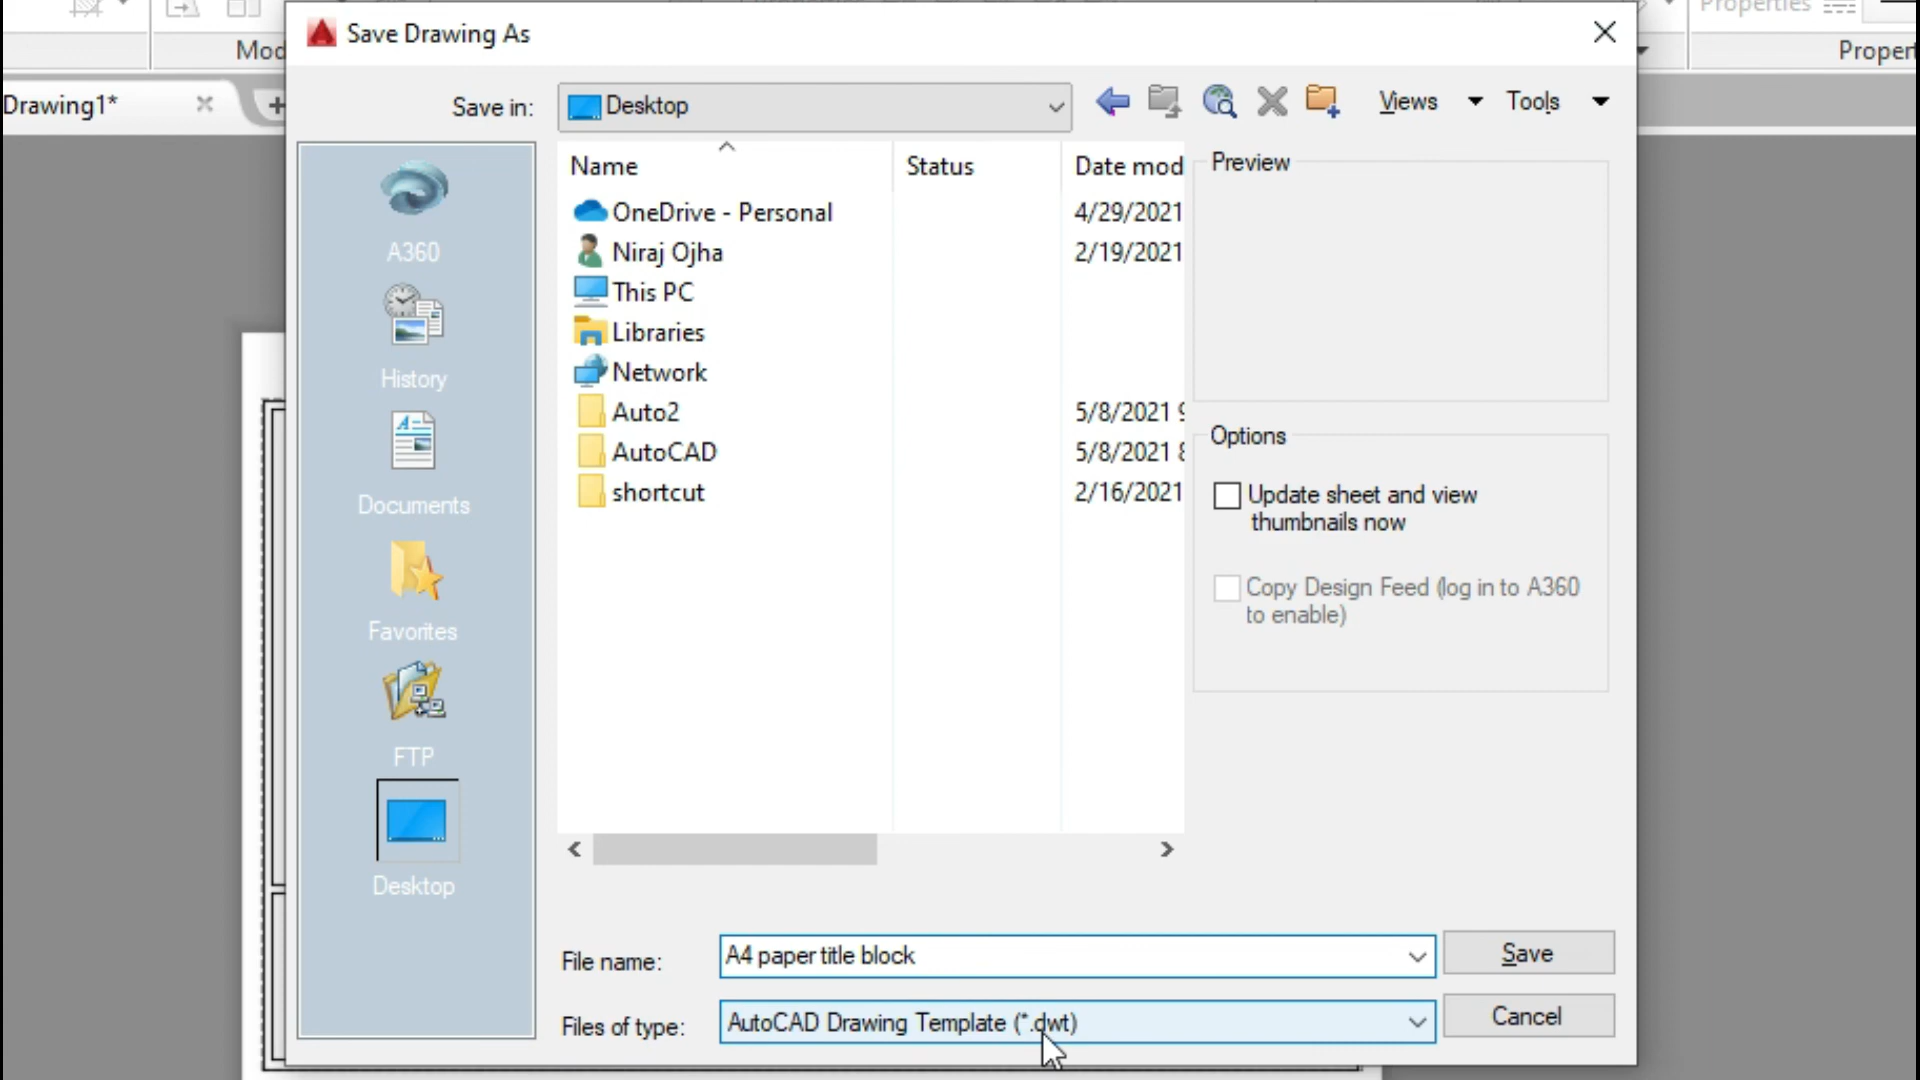 Properties
Mod
Propert
Save Drawing As
Drawing1*
Save in:
Desktop
Views
Tools
Name
Status
Date mod
Preview
A360
History
Documents
Favorites
FTP
Desktop
OneDrive - Personal
4/29/2021
Niraj Ojha
2/19/2021
This PC
Libraries
Network
Auto2
5/8/2021 9
AutoCAD
5/8/2021 8
shortcut
2/16/2021
Options
Update sheet and view
thumbnails now
Copy Design Feed (log in to A360
to enable)
File name:
A4 paper title block
Save
Files of type:
AutoCAD Drawing Template (*.dwt)
Cancel